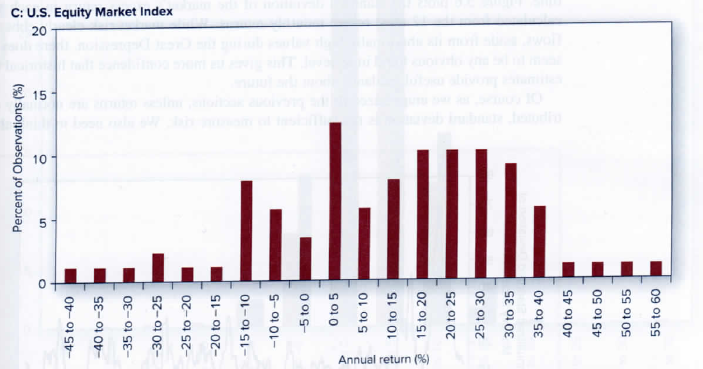 C: U.S. Equity Market Index
20
15
10
5
0
Percent of Observations (%)
−45 to −40
−40 to −35
−35 to −30
−30 to −25
−25 to −20
−20 to −15
−15 to −10
−10 to −5
−5 to 0
0 to 5
5 to 10
10 to 15
15 to 20
20 to 25
25 to 30
30 to 35
35 to 40
40 to 45
45 to 50
50 to 55
55 to 60
Annual return (%)